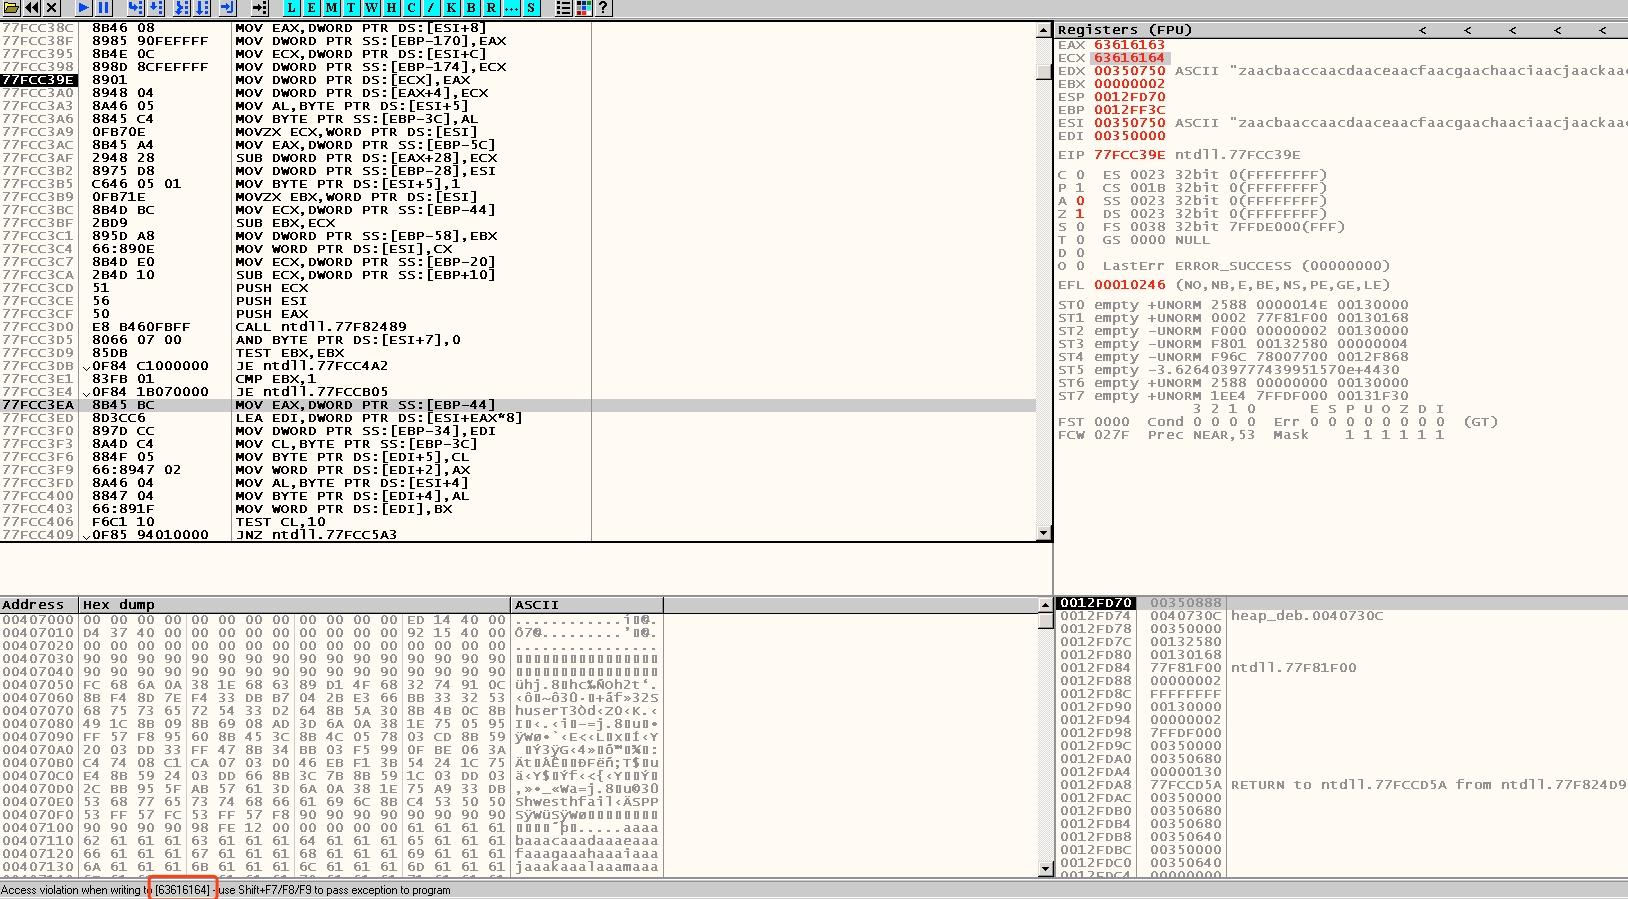 L E M T W H C / K B R ... S ?
77FCC38C 8B46 08 MOV EAX,DWORD PTR DS:[ESI+8]
77FCC38F 8985 90FEFFFF MOV DWORD PTR SS:[EBP-170],EAX
77FCC395 8B4E 0C MOV ECX,DWORD PTR DS:[ESI+C]
77FCC398 898D 8CFEFFFF MOV DWORD PTR SS:[EBP-174],ECX
77FCC39E 8901 MOV DWORD PTR DS:[ECX],EAX
77FCC3A0 8948 04 MOV DWORD PTR DS:[EAX+4],ECX
77FCC3A3 8A46 05 MOV AL,BYTE PTR DS:[ESI+5]
77FCC3A6 8845 C4 MOV BYTE PTR SS:[EBP-3C],AL
77FCC3A9 0FB70E MOVZX ECX,WORD PTR DS:[ESI]
77FCC3AC 8B45 A4 MOV EAX,DWORD PTR SS:[EBP-5C]
77FCC3AF 2948 28 SUB DWORD PTR DS:[EAX+28],ECX
77FCC3B2 8975 D8 MOV DWORD PTR SS:[EBP-28],ESI
77FCC3B5 C646 05 01 MOV BYTE PTR DS:[ESI+5],1
77FCC3B9 0FB71E MOVZX EBX,WORD PTR DS:[ESI]
77FCC3BC 8B4D BC MOV ECX,DWORD PTR SS:[EBP-44]
77FCC3BF 2BD9 SUB EBX,ECX
77FCC3C1 895D A8 MOV DWORD PTR SS:[EBP-58],EBX
77FCC3C4 66:890E MOV WORD PTR DS:[ESI],CX
77FCC3C7 8B4D E0 MOV ECX,DWORD PTR SS:[EBP-20]
77FCC3CA 2B4D 10 SUB ECX,DWORD PTR SS:[EBP+10]
77FCC3CD 51 PUSH ECX
77FCC3CE 56 PUSH ESI
77FCC3CF 50 PUSH EAX
77FCC3D0 E8 B460FBFF CALL ntdll.77F82489
77FCC3D5 8066 07 00 AND BYTE PTR DS:[ESI+7],0
77FCC3D9 85DB TEST EBX,EBX
77FCC3DB 0F84 C1000000 JE ntdll.77FCC4A2
77FCC3E1 83FB 01 CMP EBX,1
77FCC3E4 0F84 1B070000 JE ntdll.77FCCB05
77FCC3EA 8B45 BC MOV EAX,DWORD PTR SS:[EBP-44]
77FCC3ED 8D3CC6 LEA EDI,DWORD PTR DS:[ESI+EAX*8]
77FCC3F0 897D CC MOV DWORD PTR SS:[EBP-34],EDI
77FCC3F3 8A4D C4 MOV CL,BYTE PTR SS:[EBP-3C]
77FCC3F6 884F 05 MOV BYTE PTR DS:[EDI+5],CL
77FCC3F9 66:8947 02 MOV WORD PTR DS:[EDI+2],AX
77FCC3FD 8A46 04 MOV AL,BYTE PTR DS:[ESI+4]
77FCC400 8847 04 MOV BYTE PTR DS:[EDI+4],AL
77FCC403 66:891F MOV WORD PTR DS:[EDI],BX
77FCC406 F6C1 10 TEST CL,10
77FCC409 0F85 94010000 JNZ ntdll.77FCC5A3
Registers (FPU) < < < < <
EAX 63616163
ECX 63616164
EDX 00350750 ASCII "zaacbaaccaacdaaceaacfaacgaachaaciaacjaackaa
EBX 00000002
ESP 0012FD70
EBP 0012FF3C
ESI 00350750 ASCII "zaacbaaccaacdaaceaacfaacgaachaaciaacjaackaa
EDI 00350000
EIP 77FCC39E ntdll.77FCC39E
C 0 ES 0023 32bit 0(FFFFFFFF)
P 1 CS 001B 32bit 0(FFFFFFFF)
A 0 SS 0023 32bit 0(FFFFFFFF)
Z 1 DS 0023 32bit 0(FFFFFFFF)
S 0 FS 0038 32bit 7FFDE000(FFF)
T 0 GS 0000 NULL
D 0
O 0 LastErr ERROR_SUCCESS (00000000)
EFL 00010246 (NO,NB,E,BE,NS,PE,GE,LE)
ST0 empty +UNORM 2588 0000014E 00130000
ST1 empty +UNORM 0002 77F81F00 00130168
ST2 empty -UNORM F000 00000002 00130000
ST3 empty -UNORM F801 00132580 00000004
ST4 empty -UNORM F96C 78007700 0012F868
ST5 empty -3.6264039777439951570e+4430
ST6 empty +UNORM 2588 00000000 00130000
ST7 empty +UNORM 1EE4 7FFDF000 00131F30
3 2 1 0 E S P U O Z D I
FST 0000 Cond 0 0 0 0 Err 0 0 0 0 0 0 0 0 (GT)
FCW 027F Prec NEAR,53 Mask 1 1 1 1 1 1
Address Hex dump ASCII
00407000 00 00 00 00 00 00 00 00 00 00 00 00 ED 14 40 00
00407010 D4 37 40 00 00 00 00 00 00 00 00 00 92 15 40 00
00407020 00 00 00 00 00 00 00 00 00 00 00 00 00 00 00 00 ................
00407030 90 90 90 90 90 90 90 90 90 90 90 90 90 90 90 90
00407040 90 90 90 90 90 90 90 90 90 90 90 90 90 90 90 90
00407050 FC 68 6A 0A 38 1E 68 63 89 D1 4F 68 32 74 91 0C
00407060 8B F4 8D 7E F4 33 DB B7 04 2B E3 66 BB 33 32 53
00407070 68 75 73 65 72 54 33 D2 64 8B 5A 30 8B 4B 0C 8B
00407080 49 1C 8B 09 8B 69 08 AD 3D 6A 0A 38 1E 75 05 95
00407090 FF 57 F8 95 60 8B 45 3C 8B 4C 05 78 03 CD 8B 59
004070A0 20 03 DD 33 FF 47 8B 34 BB 03 F5 99 0F BE 06 3A
004070B0 C4 74 08 C1 CA 07 03 D0 46 EB F1 3B 54 24 1C 75
004070C0 E4 8B 59 24 03 DD 66 8B 3C 7B 8B 59 1C 03 DD 03
004070D0 2C BB 95 5F AB 57 61 3D 6A 0A 38 1E 75 A9 33 DB
004070E0 53 68 77 65 73 74 68 66 61 69 6C 8B C4 53 50 50 Shwesthfail‹ÄSPP
004070F0 53 FF 57 FC 53 FF 57 F8 90 90 90 90 90 90 90 90
00407100 90 90 90 90 98 FE 12 00 00 00 00 00 61 61 61 61
00407110 62 61 61 61 63 61 61 61 64 61 61 61 65 61 61 61 baaacaaadaaaeaaa
00407120 66 61 61 61 67 61 61 61 68 61 61 61 69 61 61 61 faaagaaahaaaiaaa
00407130 6A 61 61 61 6B 61 61 61 6C 61 61 61 6D 61 61 61 jaaakaaalaaamaaa
0012FD70 00350888
0012FD74 0040730C heap_deb.0040730C
0012FD78 00350000
0012FD7C 00132580
0012FD80 00130168
0012FD84 77F81F00 ntdll.77F81F00
0012FD88 00000002
0012FD8C FFFFFFFF
0012FD90 00130000
0012FD94 00000002
0012FD98 7FFDF000
0012FD9C 00350000
0012FDA0 00350680
0012FDA4 00000130
0012FDA8 77FCCD5A RETURN to ntdll.77FCCD5A from ntdll.77F824D9
0012FDAC 00350000
0012FDB0 00350680
0012FDB4 00350680
0012FDB8 00350640
0012FDBC 00350000
0012FDC0 00350640
0012FDC4 00000000
Access violation when writing to [63616164] - use Shift+F7/F8/F9 to pass exception to program